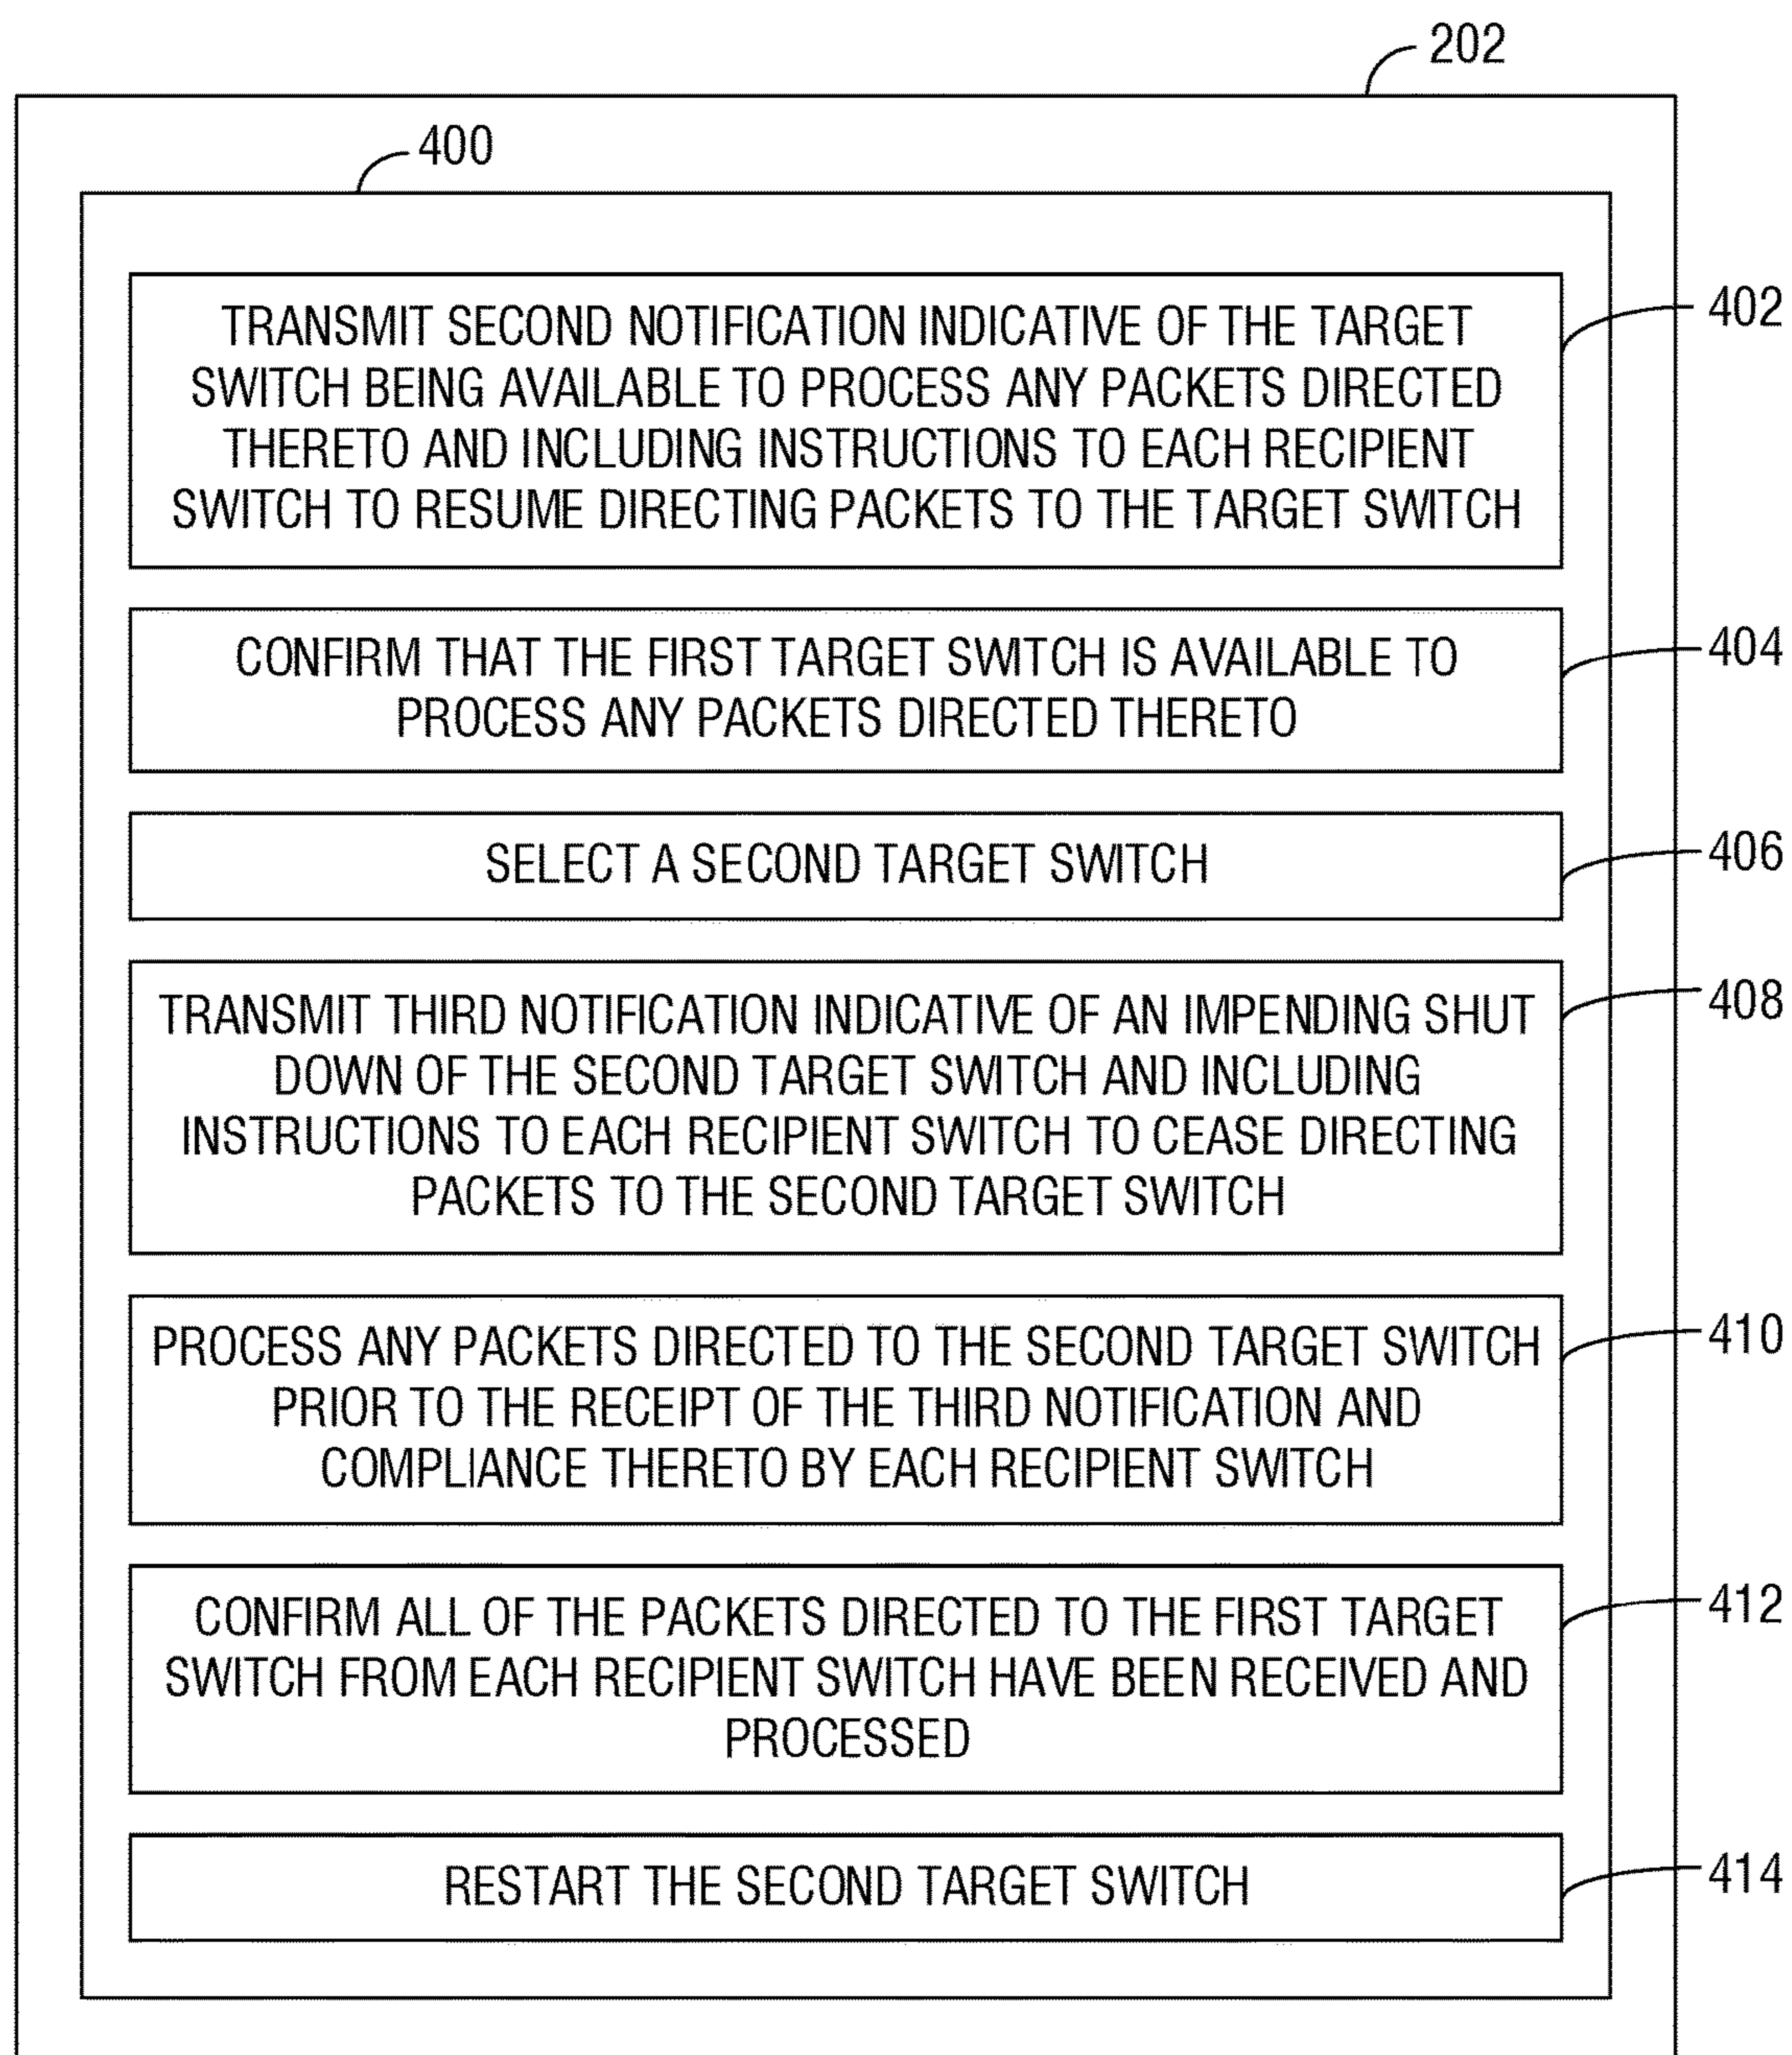 202
400
TRANSMIT SECOND NOTIFICATION INDICATIVE OF THE TARGET
SWITCH BEING AVAILABLE TO PROCESS ANY PACKETS DIRECTED
THERETO AND INCLUDING INSTRUCTIONS TO EACH RECIPIENT
SWITCH TO RESUME DIRECTING PACKETS TO THE TARGET SWITCH
402
CONFIRM THAT THE FIRST TARGET SWITCH IS AVAILABLE TO
PROCESS ANY PACKETS DIRECTED THERETO
404
SELECT A SECOND TARGET SWITCH
406
TRANSMIT THIRD NOTIFICATION INDICATIVE OF AN IMPENDING SHUT
DOWN OF THE SECOND TARGET SWITCH AND INCLUDING
INSTRUCTIONS TO EACH RECIPIENT SWITCH TO CEASE DIRECTING
PACKETS TO THE SECOND TARGET SWITCH
408
PROCESS ANY PACKETS DIRECTED TO THE SECOND TARGET SWITCH
PRIOR TO THE RECEIPT OF THE THIRD NOTIFICATION AND
COMPLIANCE THERETO BY EACH RECIPIENT SWITCH
410
CONFIRM ALL OF THE PACKETS DIRECTED TO THE FIRST TARGET
SWITCH FROM EACH RECIPIENT SWITCH HAVE BEEN RECEIVED AND
PROCESSED
412
RESTART THE SECOND TARGET SWITCH
414